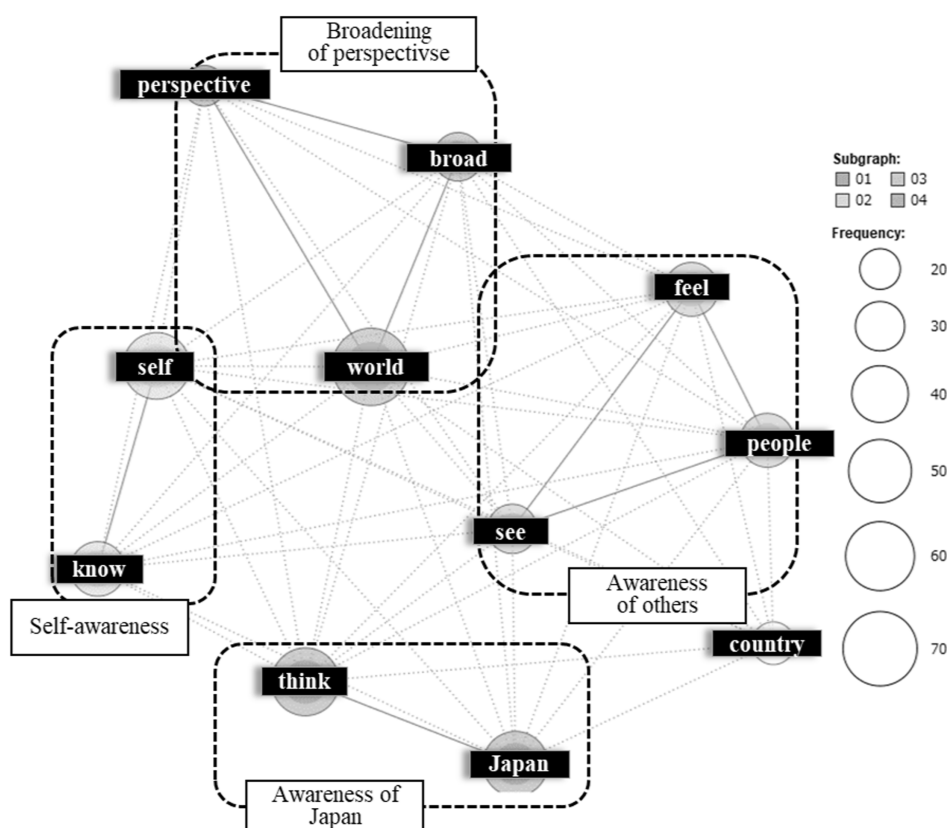 Broadening
of perspectivse
perspective
broad
Subgraph:
01 03
02 04
Frequency:
20
feel
30
self
world
40
people
50
see
know
60
Awareness
of others
Self-awareness
country
70
think
Japan
Awareness of
Japan